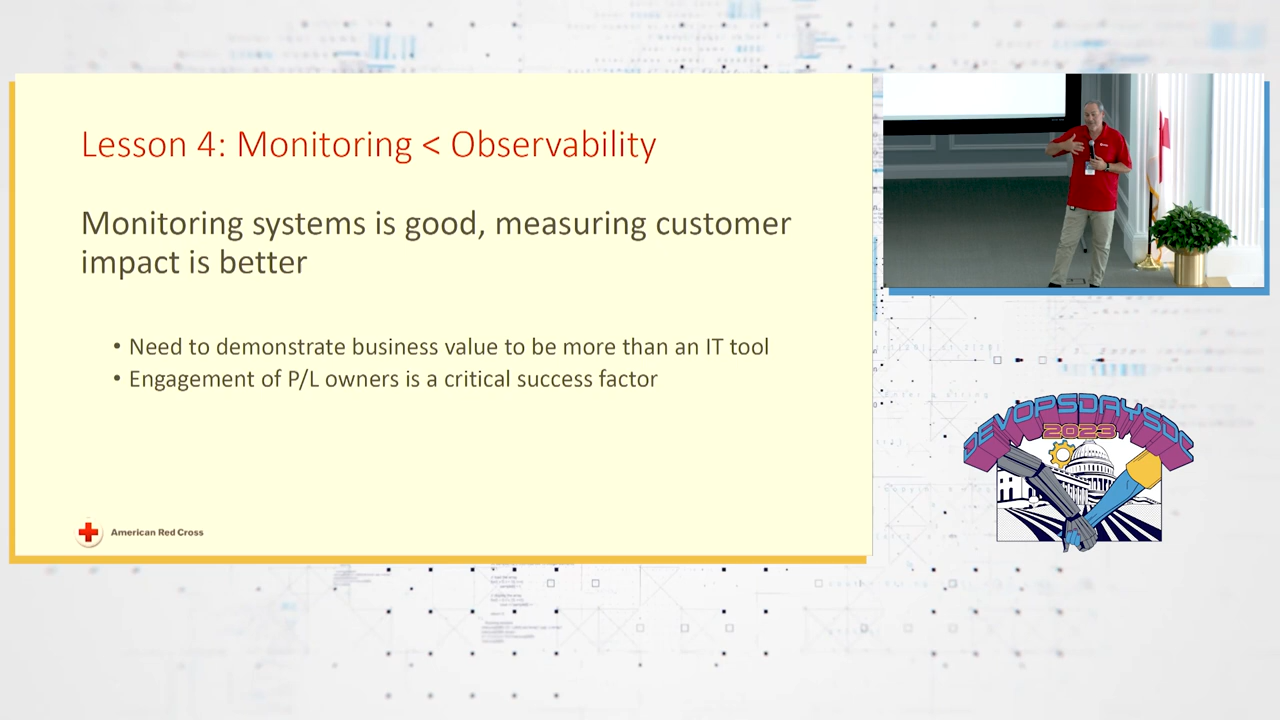 Lesson 4: Monitoring < Observability
Monitoring systems is good, measuring customer
impact is better
• Need to demonstrate business value to be more than an IT tool
• Engagement of P/L owners is a critical success factor
American Red Cross
DEVOPSDAYSDC
2023